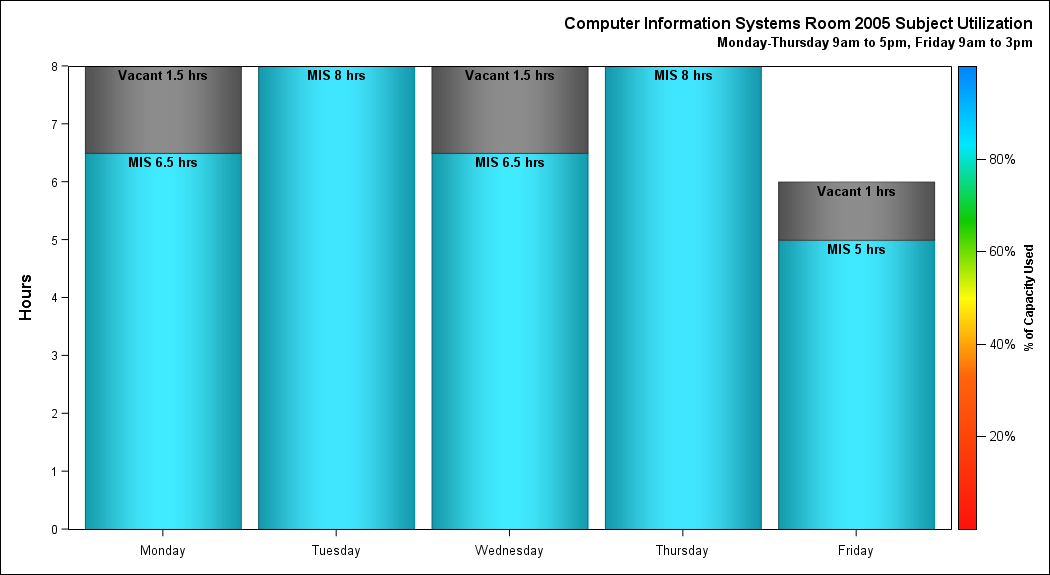 Computer Information Systems Room 2005 Subject Utilization
Monday-Thursday 9am to 5pm, Friday 9am to 3pm
8
7
6
5
4
3
2
1
0
Hours
Vacant 1.5 hrs
MIS 6.5 hrs
MIS 8 hrs
Vacant 1.5 hrs
MIS 6.5 hrs
MIS 8 hrs
Vacant 1 hrs
MIS 5 hrs
Monday
Tuesday
Wednesday
Thursday
Friday
80%
60%
40%
20%
% of Capacity Used